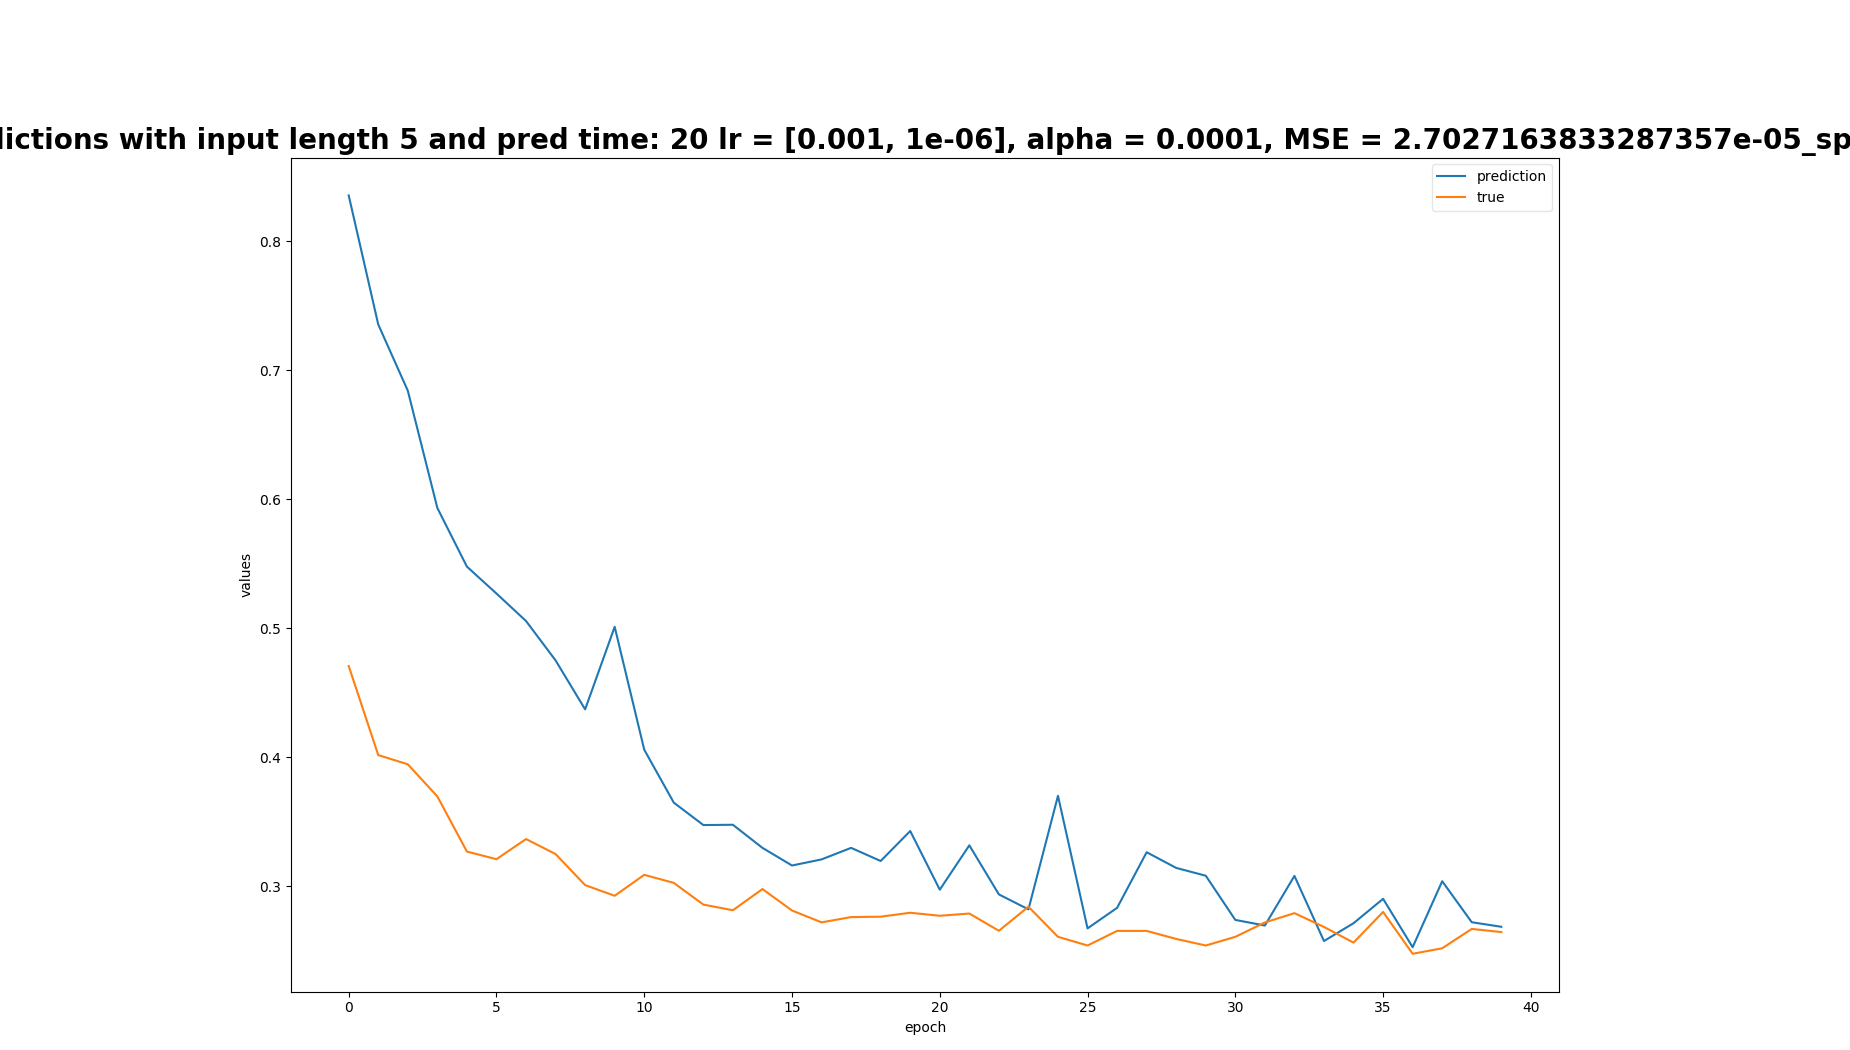 dictions with input length 5 and pred time: 20 lr = [0.001, 1e-06], alpha = 0.0001, MSE = 2.7027163833287357e-05_sp
prediction
true
0.8
0.7
0.6
0.5
0.4
0.3
values
0 5 10 15 20 25 30 35 40
epoch